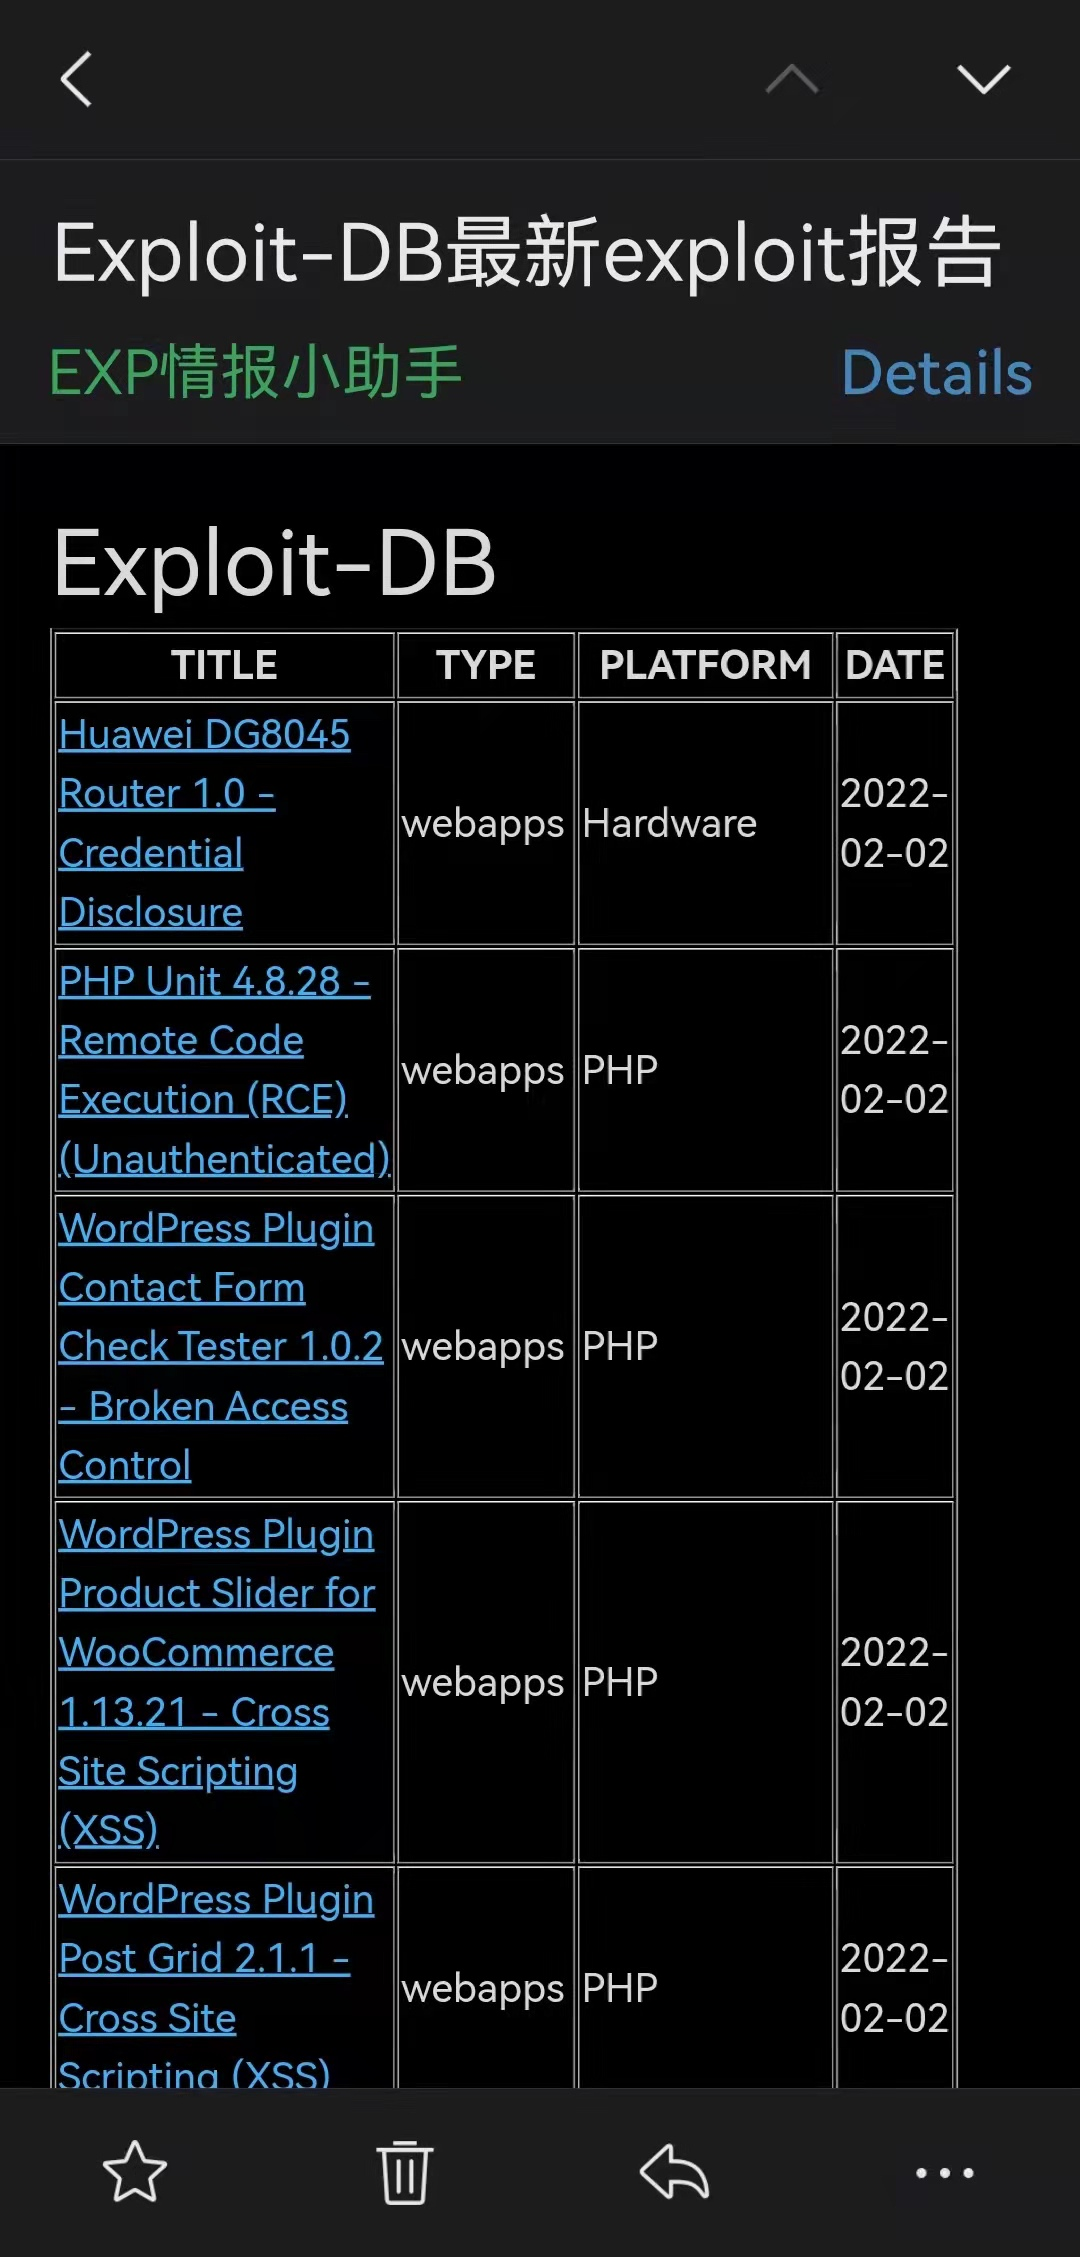 Exploit-DB最新exploit报告
EXP情报小助手 Details
Exploit-DB
TITLE TYPE PLATFORM DATE
Huawei DG8045
Router 1.0 -
Credential
Disclosure
webapps Hardware
2022-
02-02
PHP Unit 4.8.28 -
Remote Code
Execution (RCE)
(Unauthenticated)
webapps PHP
2022-
02-02
WordPress Plugin
Contact Form
Check Tester 1.0.2
- Broken Access
Control
webapps PHP
2022-
02-02
WordPress Plugin
Product Slider for
WooCommerce
1.13.21 - Cross
Site Scripting
(XSS)
webapps PHP
2022-
02-02
WordPress Plugin
Post Grid 2.1.1 -
Cross Site
Scripting (XSS)
webapps PHP
2022-
02-02